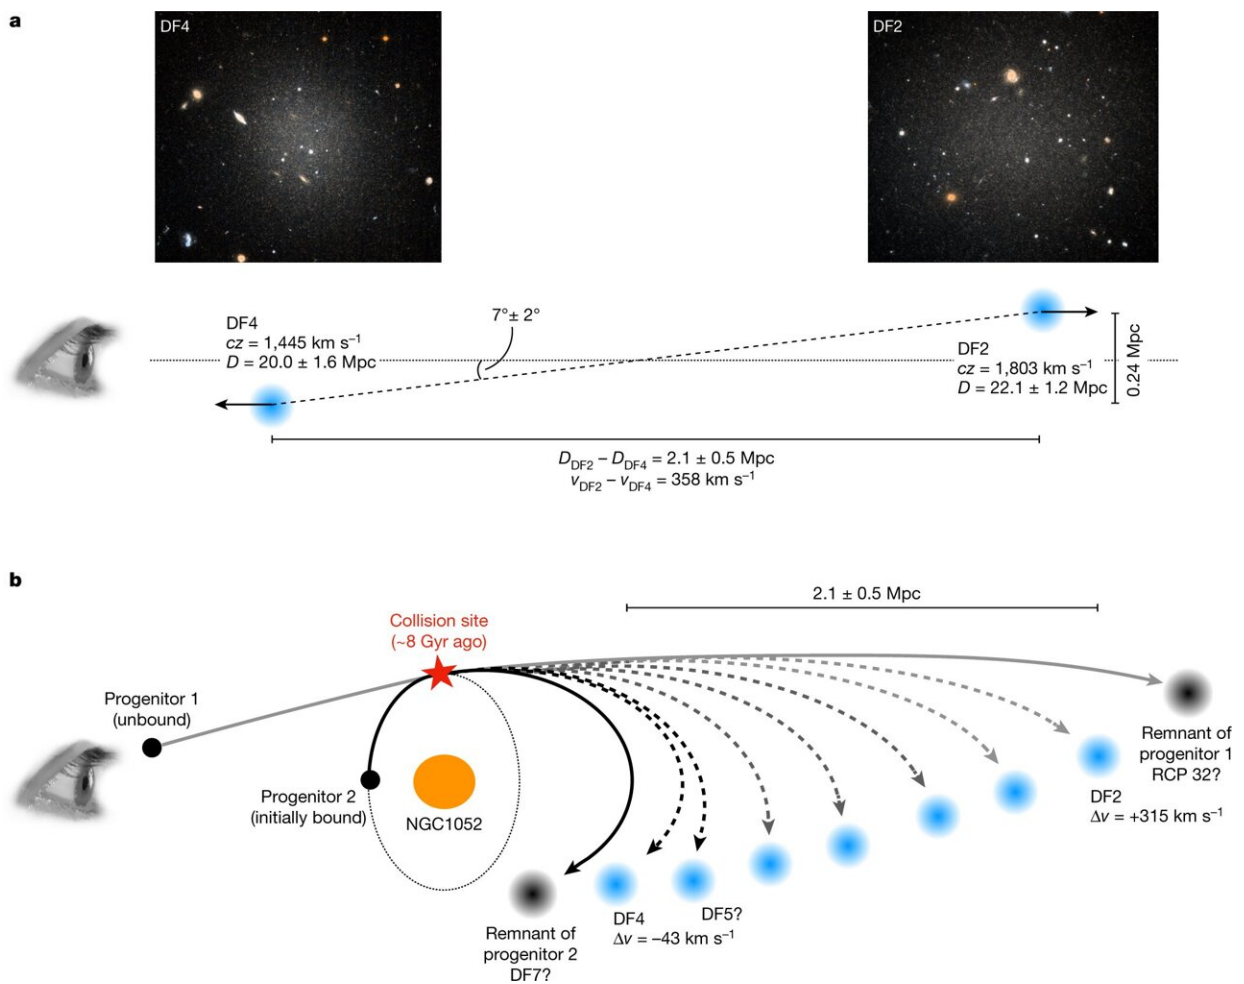 a
DF4
DF2
DF4
cz = 1,445 km s⁻¹
D = 20.0 ± 1.6 Mpc
7° ± 2°
DF2
cz = 1,803 km s⁻¹
D = 22.1 ± 1.2 Mpc
0.24 Mpc
D_DF2 – D_DF4 = 2.1 ± 0.5 Mpc
v_DF2 – v_DF4 = 358 km s⁻¹
b
2.1 ± 0.5 Mpc
Collision site
(~8 Gyr ago)
Progenitor 1
(unbound)
Progenitor 2
(initially bound)
NGC1052
Remnant of
progenitor 2
DF7?
DF4
Δv = –43 km s⁻¹
DF5?
DF2
Δv = +315 km s⁻¹
Remnant of
progenitor 1
RCP 32?